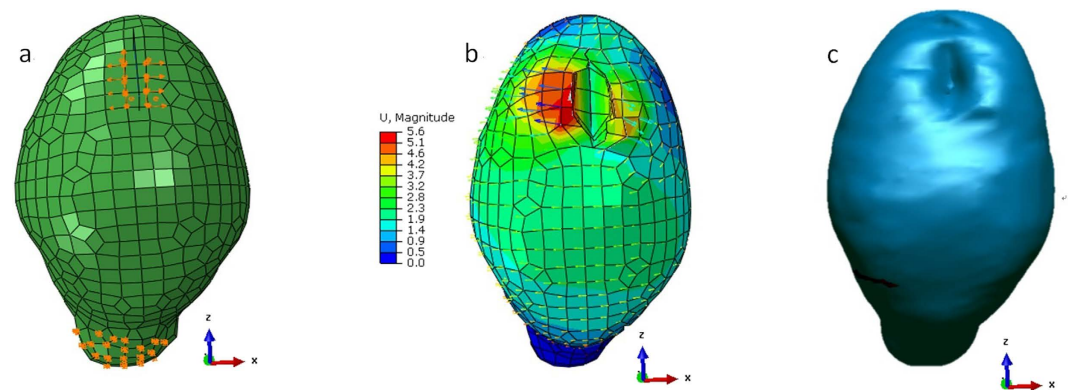 a
z
x
b
U, Magnitude
5.6
5.1
4.6
4.2
3.7
3.2
2.8
2.3
1.9
1.4
0.9
0.5
0.0
z
x
c
z
x